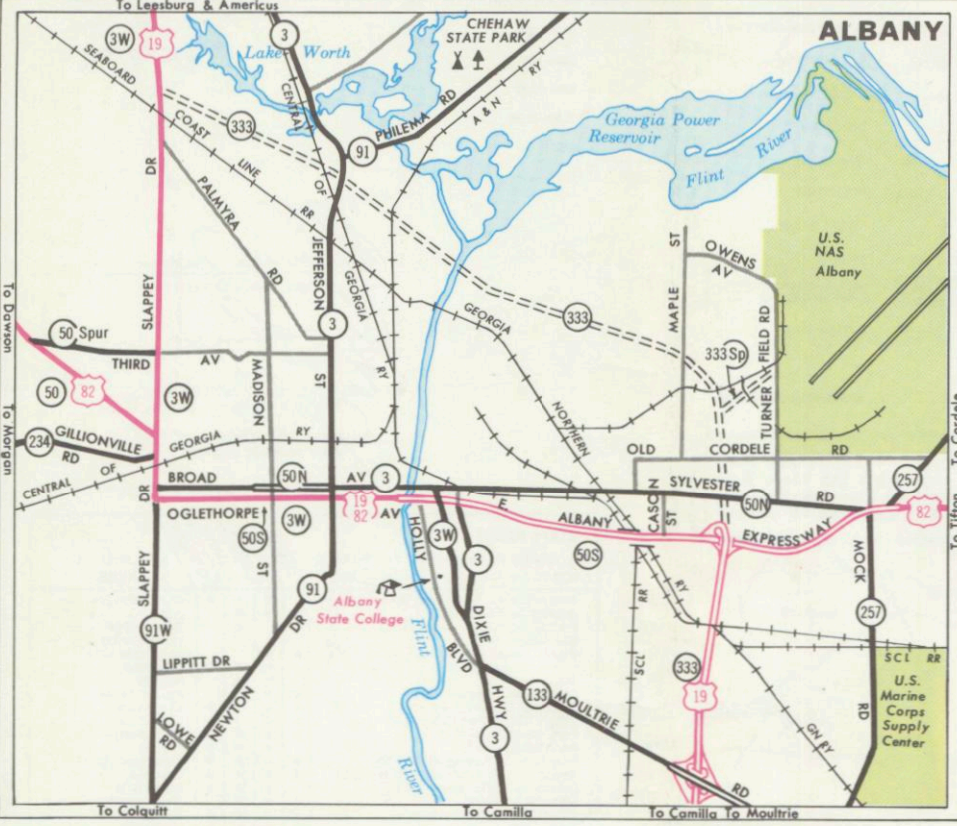 To Leesburg & Americus
ALBANY
3W
19
3
CHEHAW
STATE PARK
Lake Worth
SEABOARD
COAST
LINE
RR
CENTRAL
OF
GEORGIA
RY
333
91
PHILEMA RD
A & N RY
Georgia Power
Reservoir
Flint River
DR
PALMYRA
RD
JEFFERSON
ST
U.S.
NAS
Albany
OWENS
AV
MAPLE ST
SLAPPEY
GEORGIA
NORTHERN
RY
333
333Sp
TURNER FIELD RD
To Dawson
50 Spur
THIRD AV
3
50
82
3W
MADISON
ST
To Morgan
234
GILLIONVILLE
RD
CENTRAL OF GEORGIA RY
OLD CORDELE RD
To Cordele
257
BROAD AV
50N
3
SYLVESTER RD
50N
82
To Tifton
DR
OGLETHORPE AV
19
82
3W
50S
E ALBANY EXPRESSWAY
50S
CASON
ST
HOLLY
BLVD
3W
3
DIXIE
HWY
3
SLAPPEY
91
Albany
State College
Flint
River
MOCK
RD
257
91W
LIPPITT DR
LOWE
RD
NEWTON DR
133
MOULTRIE
RD
RR
SCL
333
19
GN RY
SCL RR
U.S.
Marine
Corps
Supply
Center
To Colquitt
To Camilla
To Camilla To Moultrie